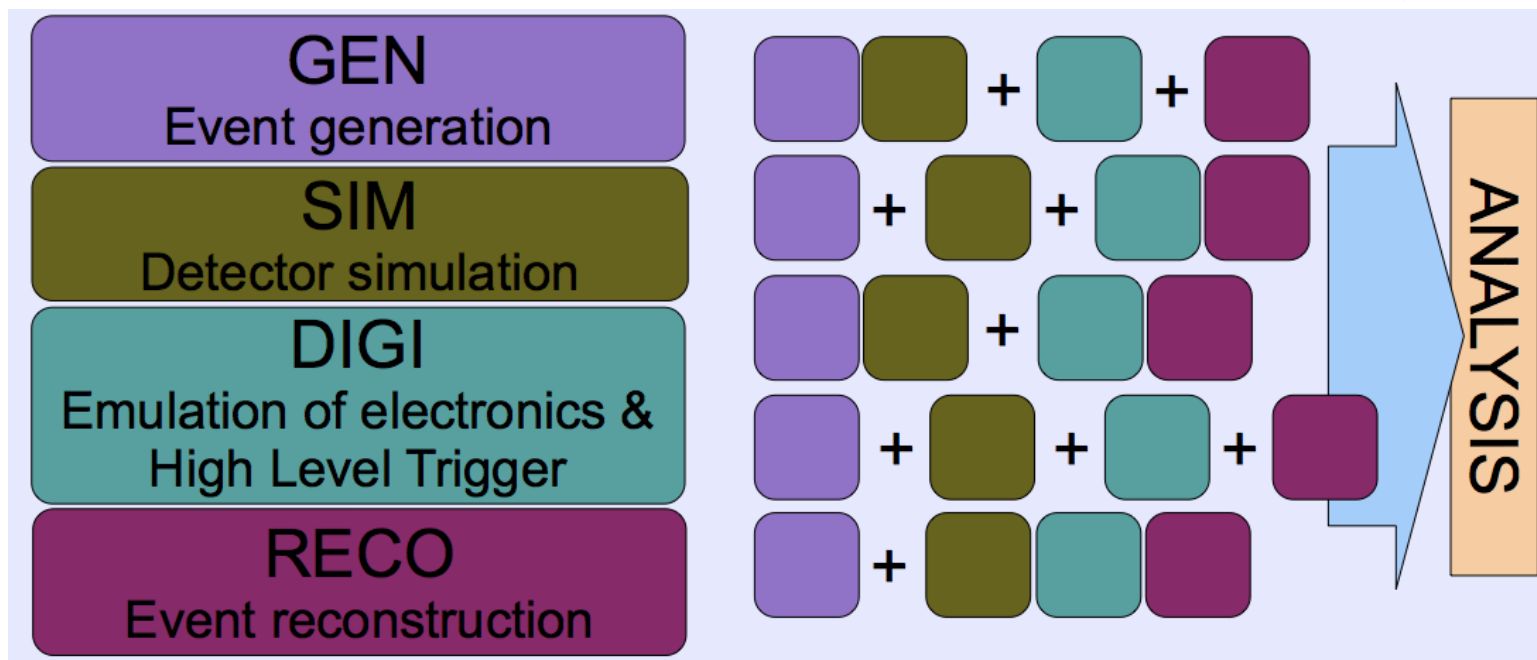 GEN
Event generation
SIM
Detector simulation
DIGI
Emulation of electronics &
High Level Trigger
RECO
Event reconstruction
+ +
+ +
+
+ + +
+
ANALYSIS